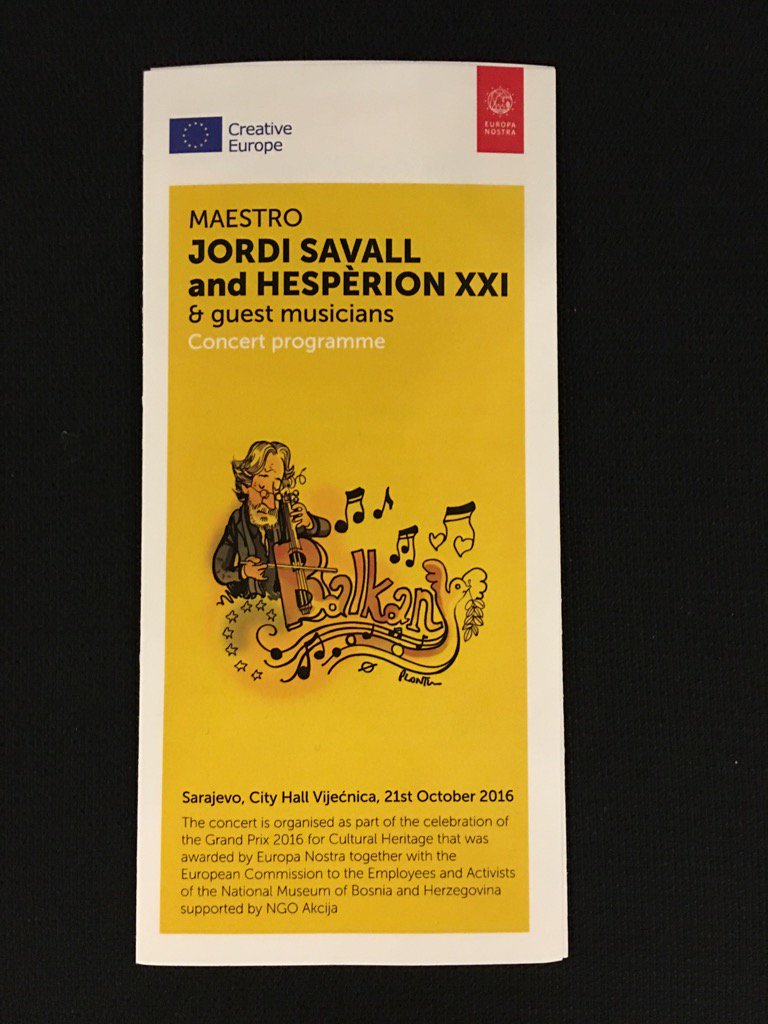 Creative
Europe
EUROPA
NOSTRA
MAESTRO
JORDI SAVALL
and HESPÈRION XXI
& guest musicians
Concert programme
Balkan
PLANTU
Sarajevo, City Hall Vijećnica, 21st October 2016
The concert is organised as part of the celebration of
the Grand Prix 2016 for Cultural Heritage that was
awarded by Europa Nostra together with the
European Commission to the Employees and Activists
of the National Museum of Bosnia and Herzegovina
supported by NGO Akcija